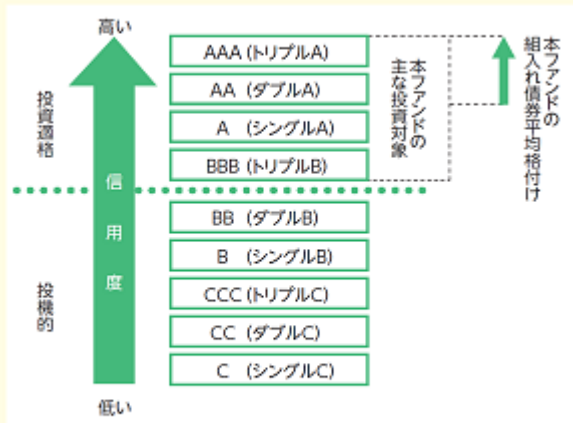 高い
投資適格
信用度
投機的
低い
AAA (トリプルA)
AA (ダブルA)
A (シングルA)
BBB (トリプルB)
BB (ダブルB)
B (シングルB)
CCC (トリプルC)
CC (ダブルC)
C (シングルC)
本ファンドの
主な投資対象
本ファンドの
組入れ債券平均格付け